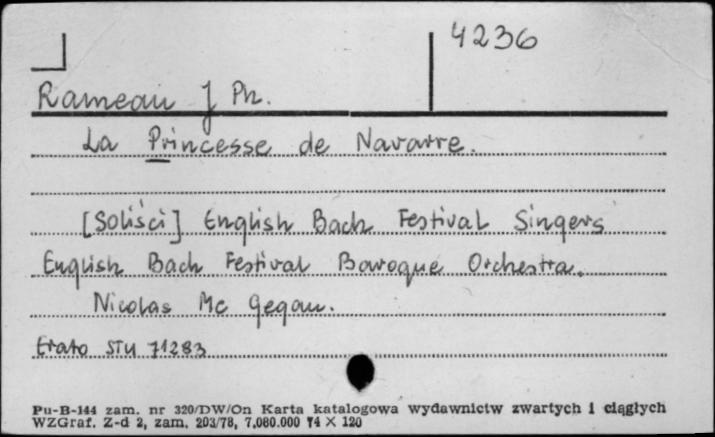 4236
Rameau J Ph.
La Princesse de Navarre.
[Soliści] English Bach Festival Singers
English Bach Festival Baroque Orchestra.
Nicolas Mc Gegan.
Erato STU 71283
Pu-B-144 zam. nr 320/DW/On Karta katalogowa wydawnictw zwartych i ciągłych
WZGraf. Z-d 2, zam. 203/78, 7.080.000 74 X 120